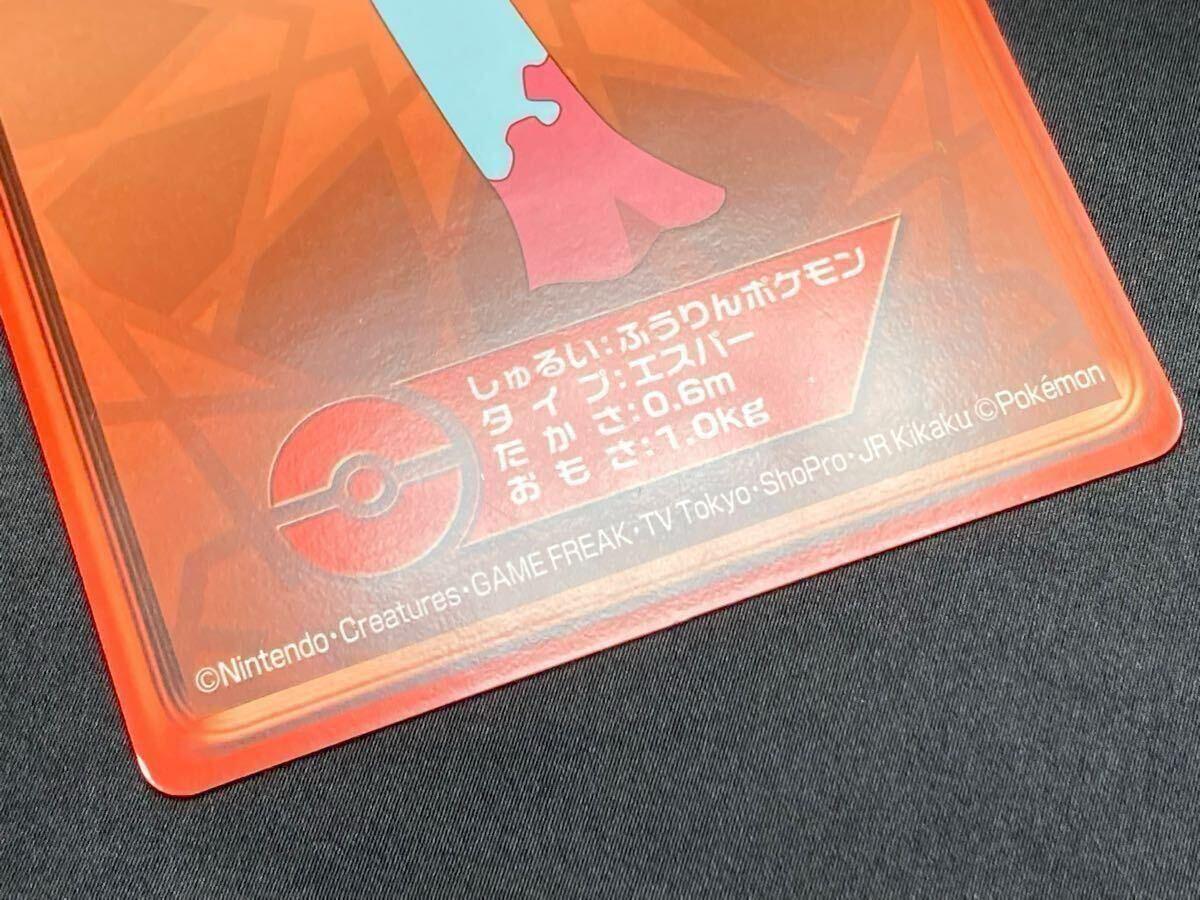 しゅるい:ふうりんポケモン
タイプ:エスパー
たかさ:0.6m
おもさ:1.0kg
©Nintendo・Creatures・GAME FREAK・TV Tokyo・ShoPro・JR Kikaku ©Pokémon